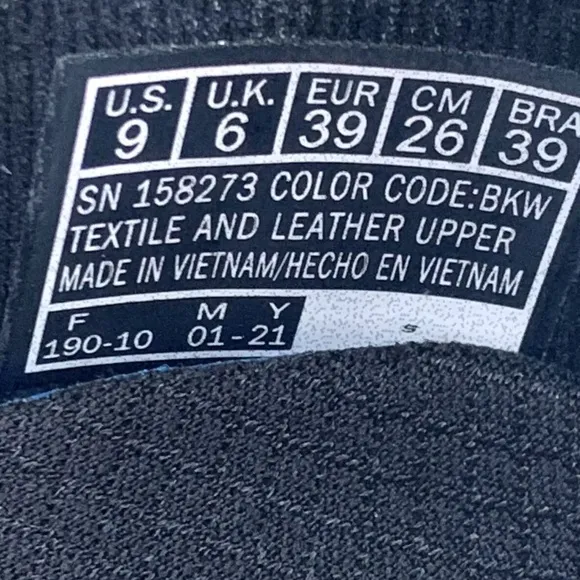 U.S. U.K. EUR CM BRA
9 6 39 26 39
SN 158273 COLOR CODE:BKW
TEXTILE AND LEATHER UPPER
MADE IN VIETNAM/HECHO EN VIETNAM
F M Y
190-10 01-21
S